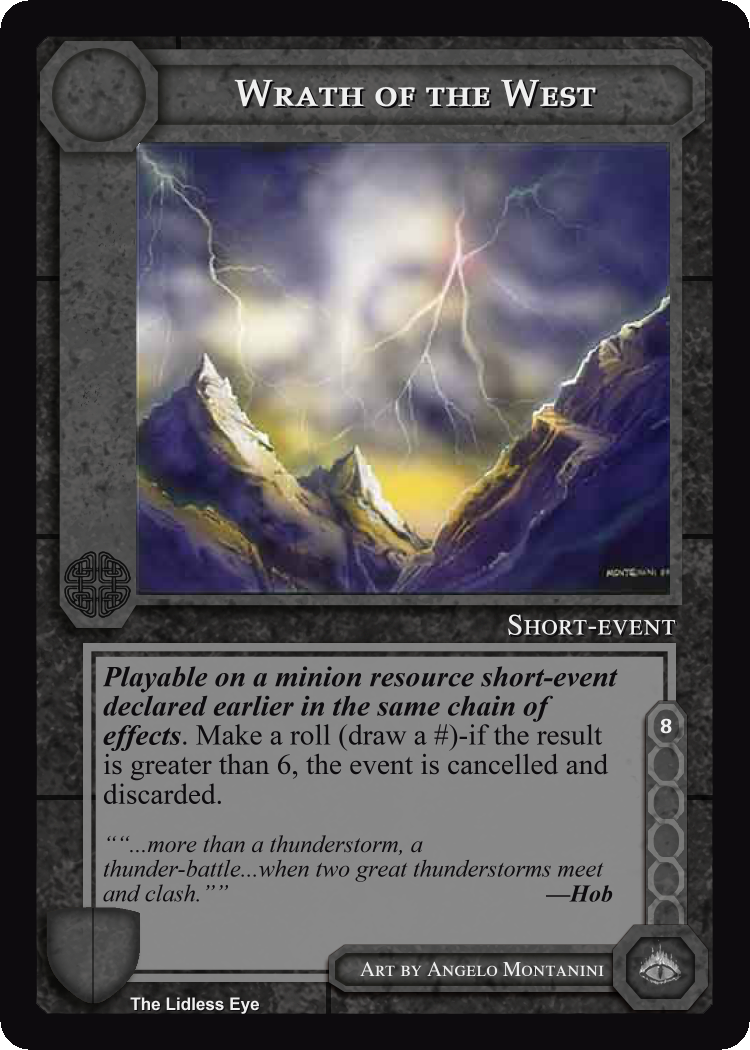 WRATH OF THE WEST
MONTANINI
SHORT-EVENT
Playable on a minion resource short-event
declared earlier in the same chain of
effects. Make a roll (draw a #)-if the result
is greater than 6, the event is cancelled and
discarded.
8
““...more than a thunderstorm, a
thunder-battle...when two great thunderstorms meet
and clash.””
—Hob
ART BY ANGELO MONTANINI
The Lidless Eye